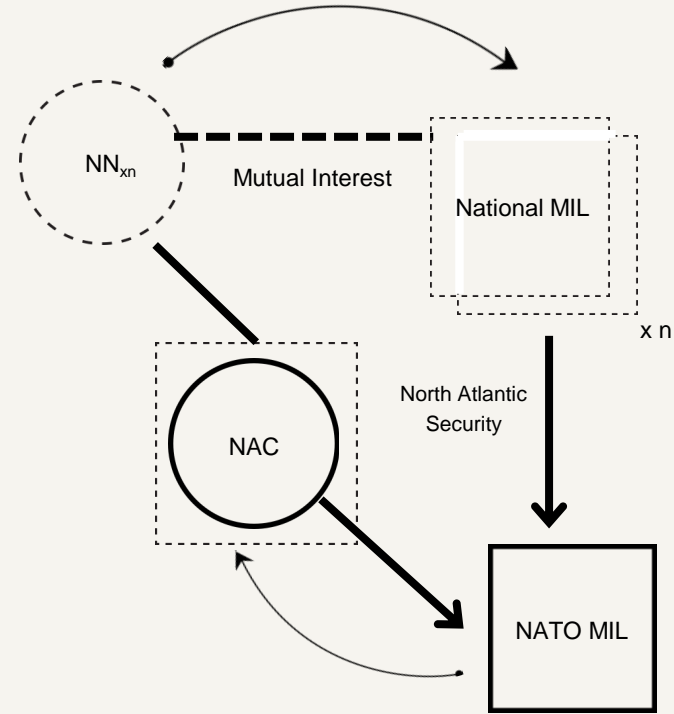 NNxn
Mutual Interest
National MIL
x n
North Atlantic
Security
NAC
NATO MIL